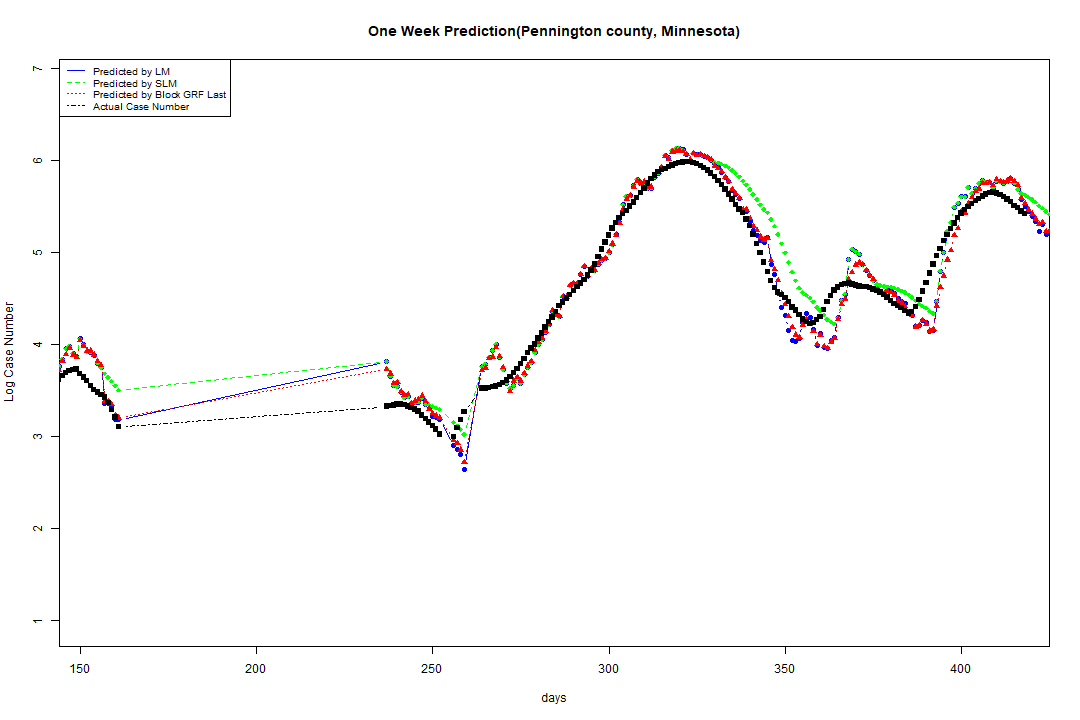 One Week Prediction(Pennington county, Minnesota)
Predicted by LM
Predicted by SLM
Predicted by Block GRF Last
Actual Case Number
Log Case Number
7
6
5
4
3
2
1
150 200 250 300 350 400
days